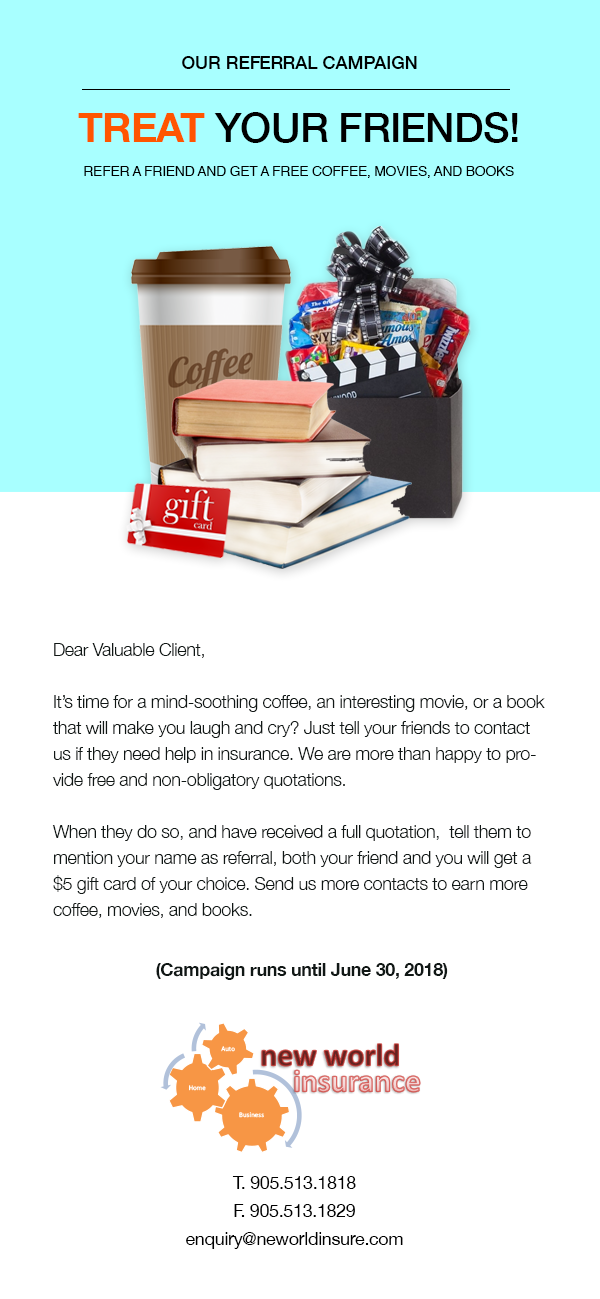 OUR REFERRAL CAMPAIGN
TREAT YOUR FRIENDS!
REFER A FRIEND AND GET A FREE COFFEE, MOVIES, AND BOOKS
Coffee
Famous
Amos
Twizzlers
gift
card
Dear Valuable Client,
It’s time for a mind-soothing coffee, an interesting movie, or a book
that will make you laugh and cry? Just tell your friends to contact
us if they need help in insurance. We are more than happy to pro-
vide free and non-obligatory quotations.
When they do so, and have received a full quotation,  tell them to
mention your name as referral, both your friend and you will get a
$5 gift card of your choice. Send us more contacts to earn more
coffee, movies, and books.
(Campaign runs until June 30, 2018)
Auto
Home
Business
new world
insurance
T. 905.513.1818
F. 905.513.1829
enquiry@neworldinsure.com